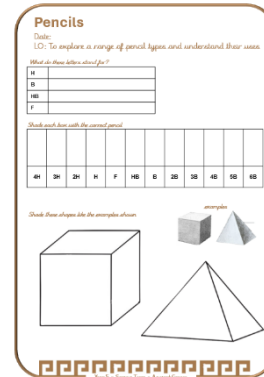 Pencils
Date:
LO: To explore a range of pencil types and understand their uses
What do these letters stand for?
H
B
HB
F
Shade each box with the correct pencil
4H 3H 2H H F HB B 2B 3B 4B 5B 6B
examples
Shade these shapes like the examples shown